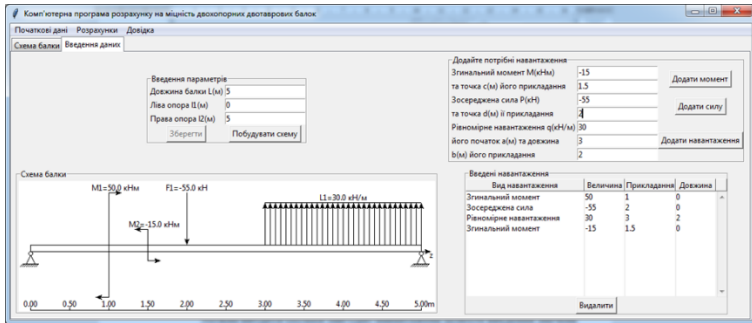 Комп'ютерна програма розрахунку на міцність двохопорних двотаврових балок
Початкові дані Розрахунки Довідка
Схема балки Введення даних
Введення параметрів
Довжина балки L(м) 5
Ліва опора l1(м) 0
Права опора l2(м) 5
Зберегти Побудувати схему
Додайте потрібні навантаження
Згинальний момент М(кНм) -15
та точка c(м) його прикладання 1.5
Додати момент
Зосереджена сила Р(кН) -55
та точка d(м) її прикладання 2
Додати силу
Рівномірне навантаження q(кН/м) 30
його початок а(м) та довжина 3
b(м) його прикладання 2
Додати навантаження
Схема балки
M1=50.0 кНм F1=-55.0 кН
L1=30.0 кН/м
M2=-15.0 кНм
z
0.00 0.50 1.00 1.50 2.00 2.50 3.00 3.50 4.00 4.50 5.00m
Введені навантаження
Вид навантаження Величина Прикладання Довжина
Згинальний момент 50 1 0
Зосереджена сила -55 2 0
Рівномірне навантаження 30 3 2
Згинальний момент -15 1.5 0
Видалити